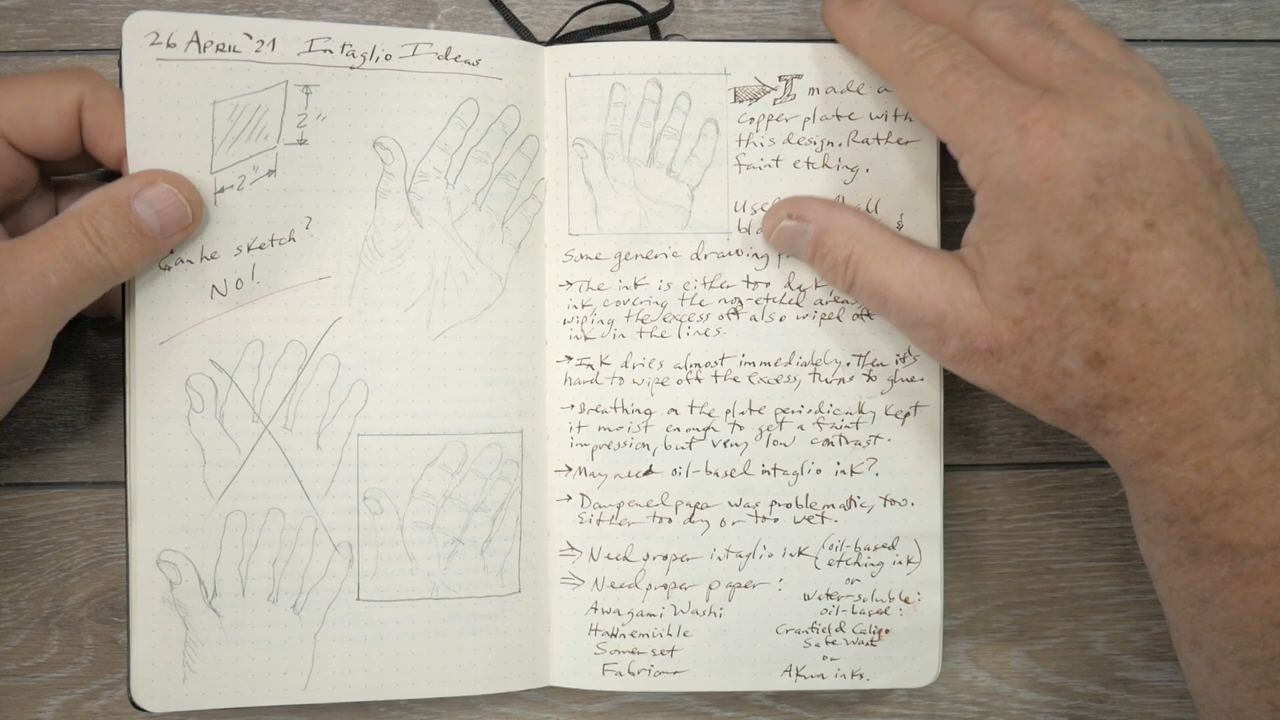 26 APRIL '21 Intaglio Ideas
2"
2"
Can he sketch?
NO!
I made a
copper plate with
this design. Rather
faint etching.
Some generic drawing
→ The ink is either too dark
ink covering the non-etched areas
wiping the excess off also wiped off
ink in the lines.
→ Ink dries almost immediately. Then it's
hard to wipe off the excess, turns to glue.
→ Breathing on the plate periodically kept
it moist enough to get a faint
impression, but very low contrast.
→ May need oil-based intaglio ink?
→ Dampened paper was problematic, too.
Either too dry or too wet.
⇒ Need proper intaglio ink (oil-based
etching ink)
or
water-soluble:
oil-based:
Cranfield Caligo
Safe Wash
or
Akua inks.
⇒ Need proper paper:
Awagami Washi
Hahnemühle
Somerset
Fabriano